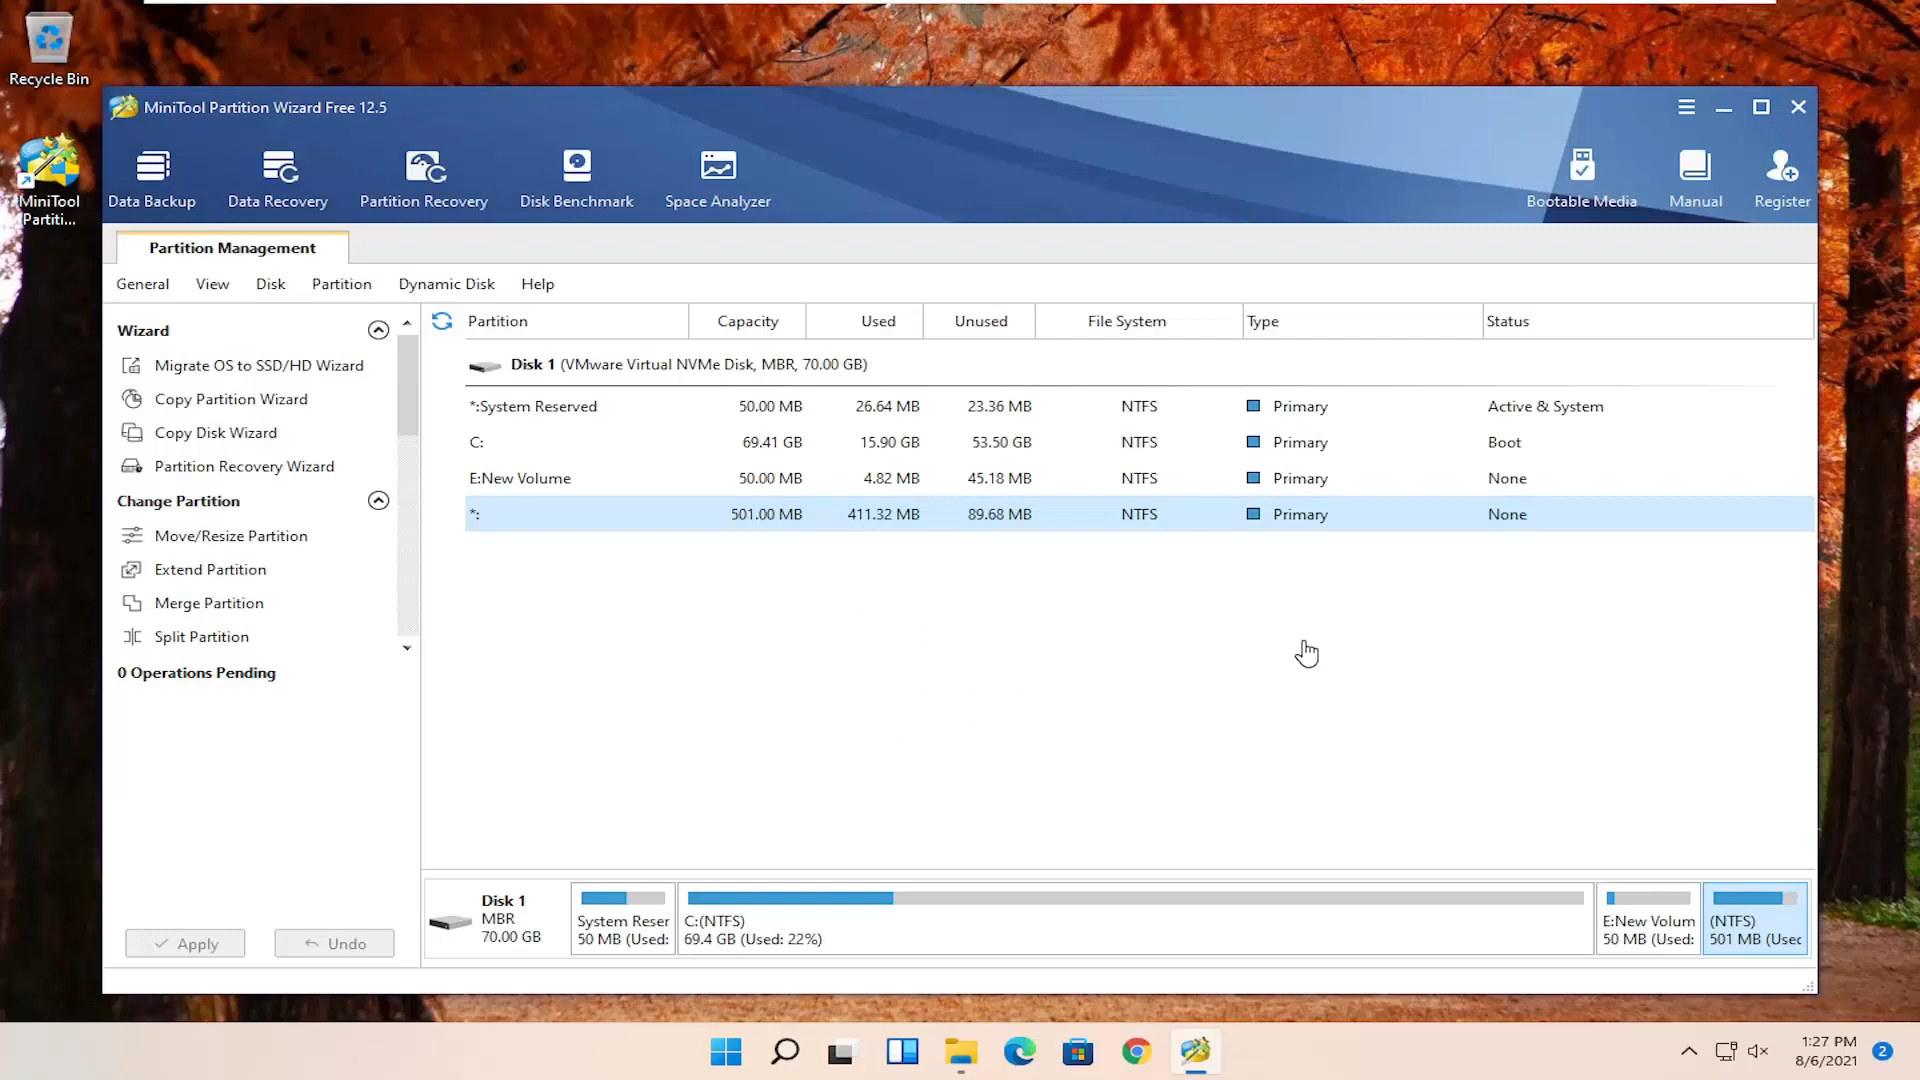 Recycle Bin
MiniTool
Partiti...
MiniTool Partition Wizard Free 12.5
Data Backup
Data Recovery
Partition Recovery
Disk Benchmark
Space Analyzer
Bootable Media
Manual
Register
Partition Management
General View Disk Partition Dynamic Disk Help
Wizard
Migrate OS to SSD/HD Wizard
Copy Partition Wizard
Copy Disk Wizard
Partition Recovery Wizard
Change Partition
Move/Resize Partition
Extend Partition
Merge Partition
Split Partition
0 Operations Pending
Apply
Undo
Partition Capacity Used Unused File System Type Status
Disk 1 (VMware Virtual NVMe Disk, MBR, 70.00 GB)
*:System Reserved 50.00 MB 26.64 MB 23.36 MB NTFS Primary Active & System
C: 69.41 GB 15.90 GB 53.50 GB NTFS Primary Boot
E:New Volume 50.00 MB 4.82 MB 45.18 MB NTFS Primary None
*: 501.00 MB 411.32 MB 89.68 MB NTFS Primary None
Disk 1
MBR
70.00 GB
System Reser
50 MB (Used:
C:(NTFS)
69.4 GB (Used: 22%)
E:New Volum
50 MB (Used:
(NTFS)
501 MB (Usec
1:27 PM
8/6/2021
2